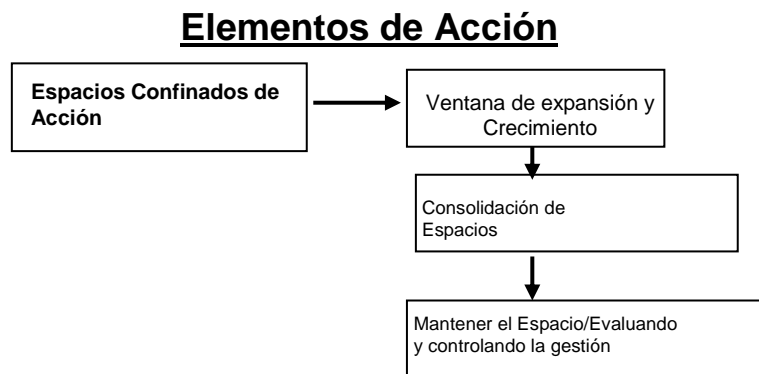 Elementos de Acción
Espacios Confinados de
Acción
Ventana de expansión y
Crecimiento
Consolidación de
Espacios
Mantener el Espacio/Evaluando
y controlando la gestión